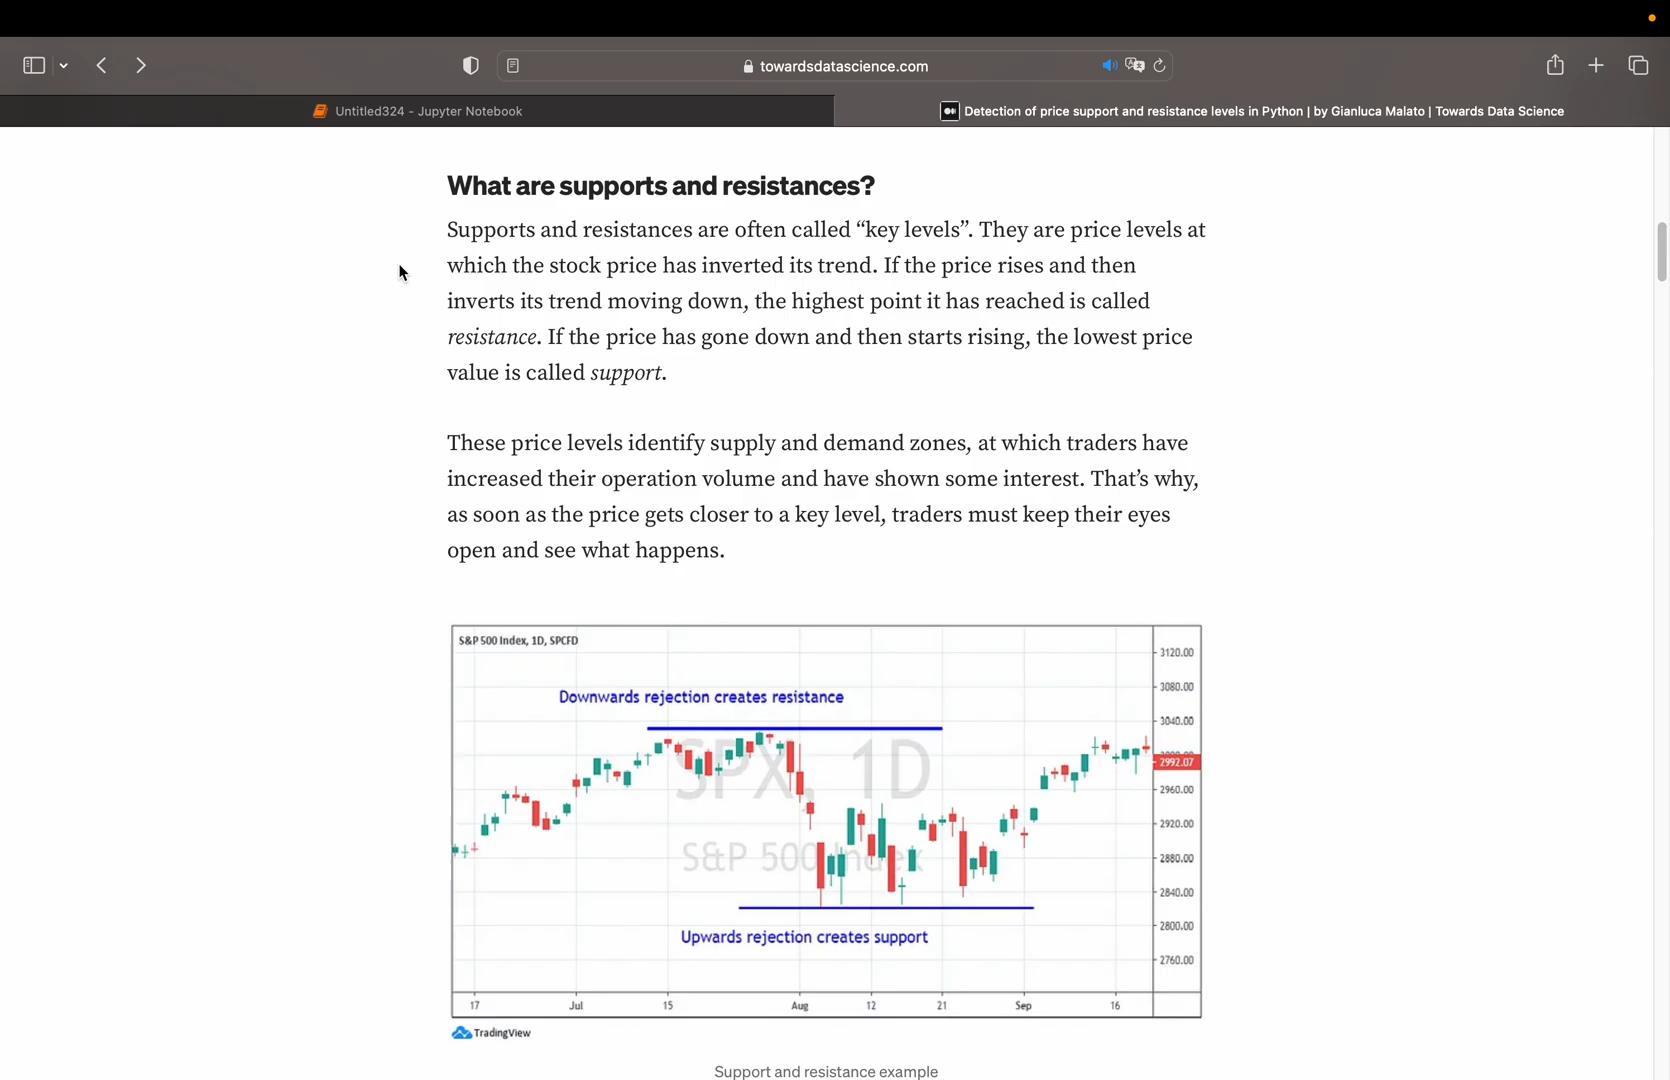 towardsdatascience.com
Untitled324 - Jupyter Notebook
Detection of price support and resistance levels in Python | by Gianluca Malato | Towards Data Science
What are supports and resistances?
Supports and resistances are often called “key levels”. They are price levels at
which the stock price has inverted its trend. If the price rises and then
inverts its trend moving down, the highest point it has reached is called
resistance. If the price has gone down and then starts rising, the lowest price
value is called support.
These price levels identify supply and demand zones, at which traders have
increased their operation volume and have shown some interest. That’s why,
as soon as the price gets closer to a key level, traders must keep their eyes
open and see what happens.
S&P 500 Index, 1D, SPCFD
3120.00
3080.00
Downwards rejection creates resistance
3040.00
SPX, 1D
2992.07
2960.00
2920.00
S&P 500 Index
2880.00
2840.00
2800.00
Upwards rejection creates support
2760.00
17 Jul 15 Aug 12 21 Sep 16
TradingView
Support and resistance example